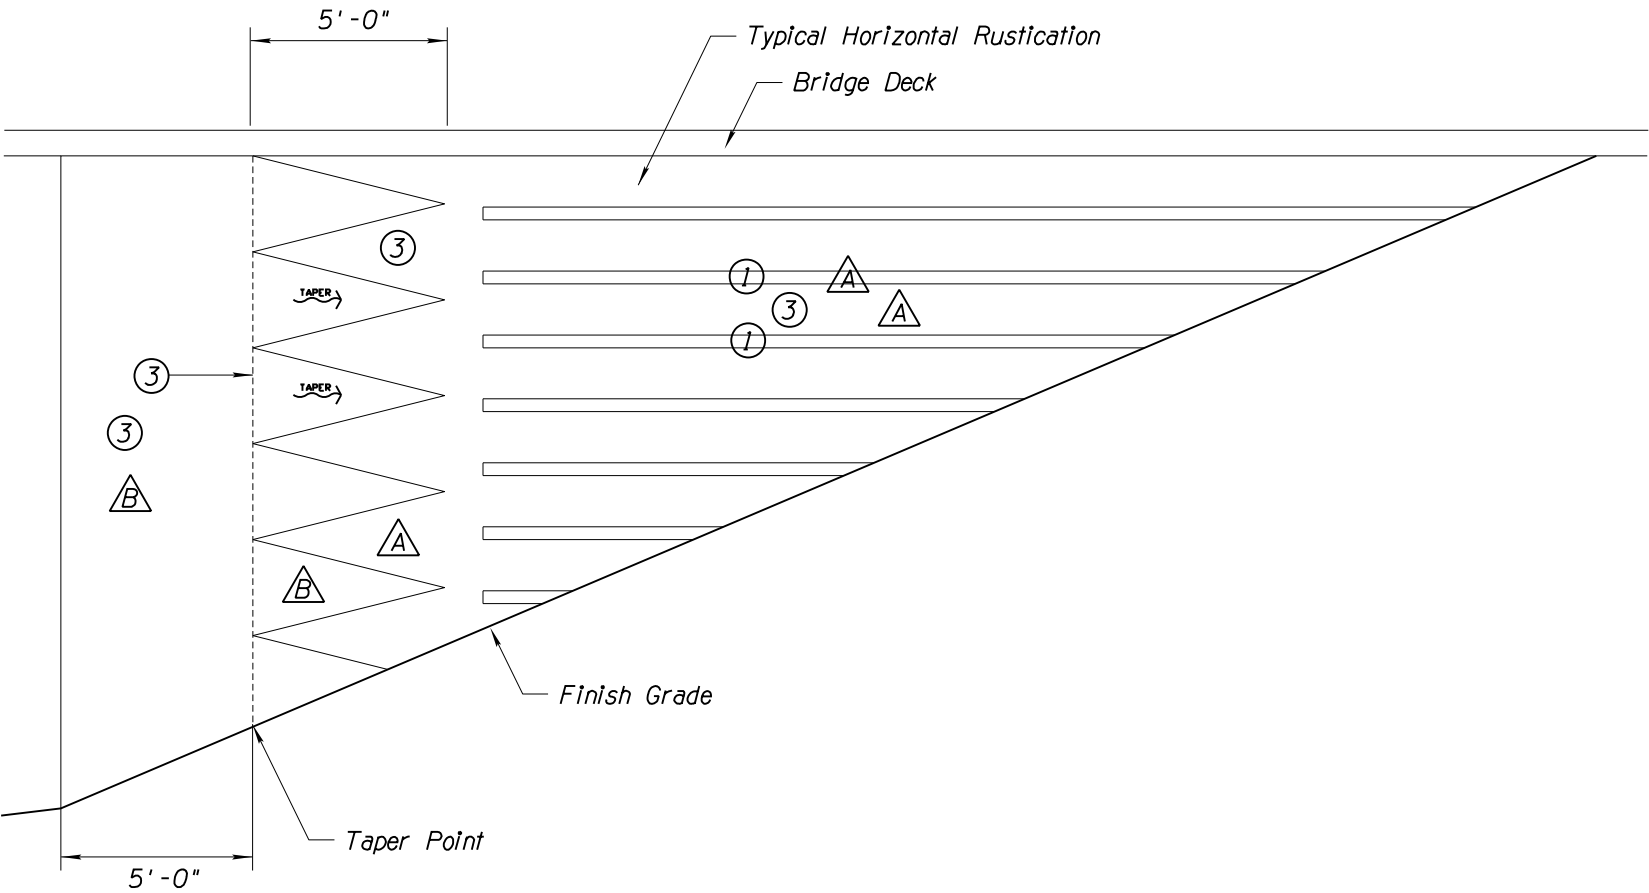 5'-0"
Typical Horizontal Rustication
Bridge Deck
3
1
A
TAPER
3
A
1
3
TAPER
3
B
A
B
Finish Grade
Taper Point
5'-0"